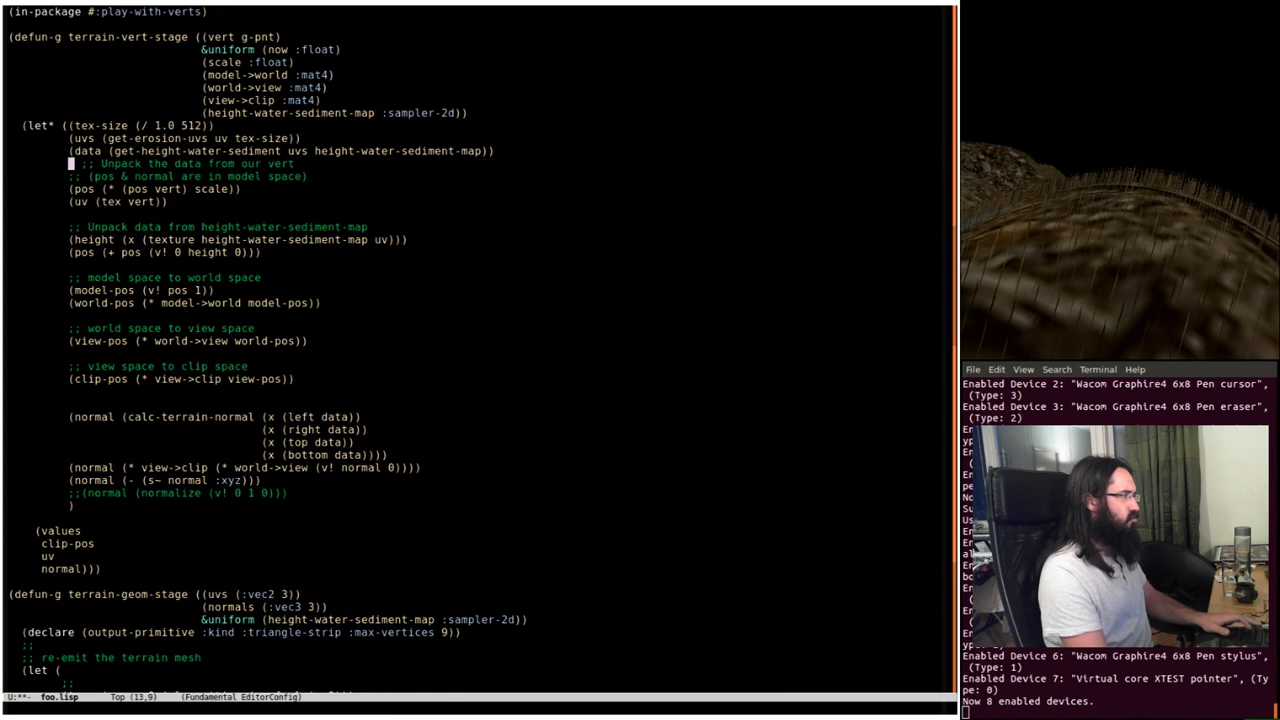 (in-package #:play-with-verts)
(defun-g terrain-vert-stage ((vert g-pnt)
&uniform (now :float)
(scale :float)
(model->world :mat4)
(world->view :mat4)
(view->clip :mat4)
(height-water-sediment-map :sampler-2d))
(let* ((tex-size (/ 1.0 512))
(uvs (get-erosion-uvs uv tex-size))
(data (get-height-water-sediment uvs height-water-sediment-map))
;; Unpack the data from our vert
;; (pos & normal are in model space)
(pos (* (pos vert) scale))
(uv (tex vert))
;; Unpack data from height-water-sediment-map
(height (x (texture height-water-sediment-map uv)))
(pos (+ pos (v! 0 height 0)))
;; model space to world space
(model-pos (v! pos 1))
(world-pos (* model->world model-pos))
;; world space to view space
(view-pos (* world->view world-pos))
;; view space to clip space
(clip-pos (* view->clip view-pos))
(normal (calc-terrain-normal (x (left data))
(x (right data))
(x (top data))
(x (bottom data))))
(normal (* view->clip (* world->view (v! normal 0))))
(normal (- (s~ normal :xyz)))
;;(normal (normalize (v! 0 1 0)))
)
(values
clip-pos
uv
normal)))
(defun-g terrain-geom-stage ((uvs (:vec2 3))
(normals (:vec3 3))
&uniform (height-water-sediment-map :sampler-2d))
(declare (output-primitive :kind :triangle-strip :max-vertices 9))
;;
;; re-emit the terrain mesh
(let (
;;
U:**- foo.lisp Top (13,9) (Fundamental EditorConfig)
File Edit View Search Terminal Help
Enabled Device 2: "Wacom Graphire4 6x8 Pen cursor",
(Type: 3)
Enabled Device 3: "Wacom Graphire4 6x8 Pen eraser",
(Type: 2)
Enabled Device 6: "Wacom Graphire4 6x8 Pen stylus",
(Type: 1)
Enabled Device 7: "Virtual core XTEST pointer", (Ty
pe: 0)
Now 8 enabled devices.